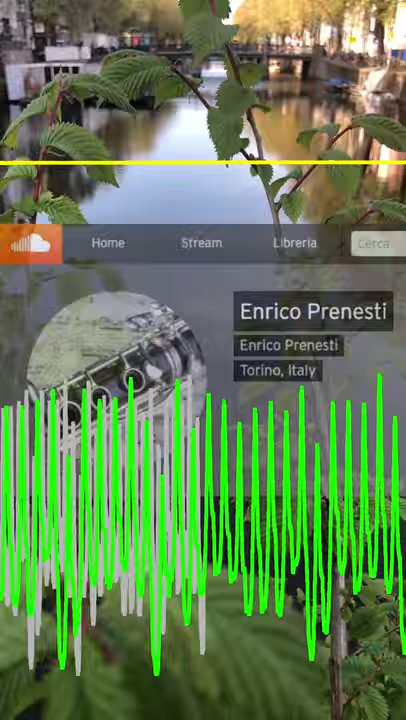 Home Stream Libreria Cerca
Enrico Prenesti
Enrico Prenesti
Torino, Italy